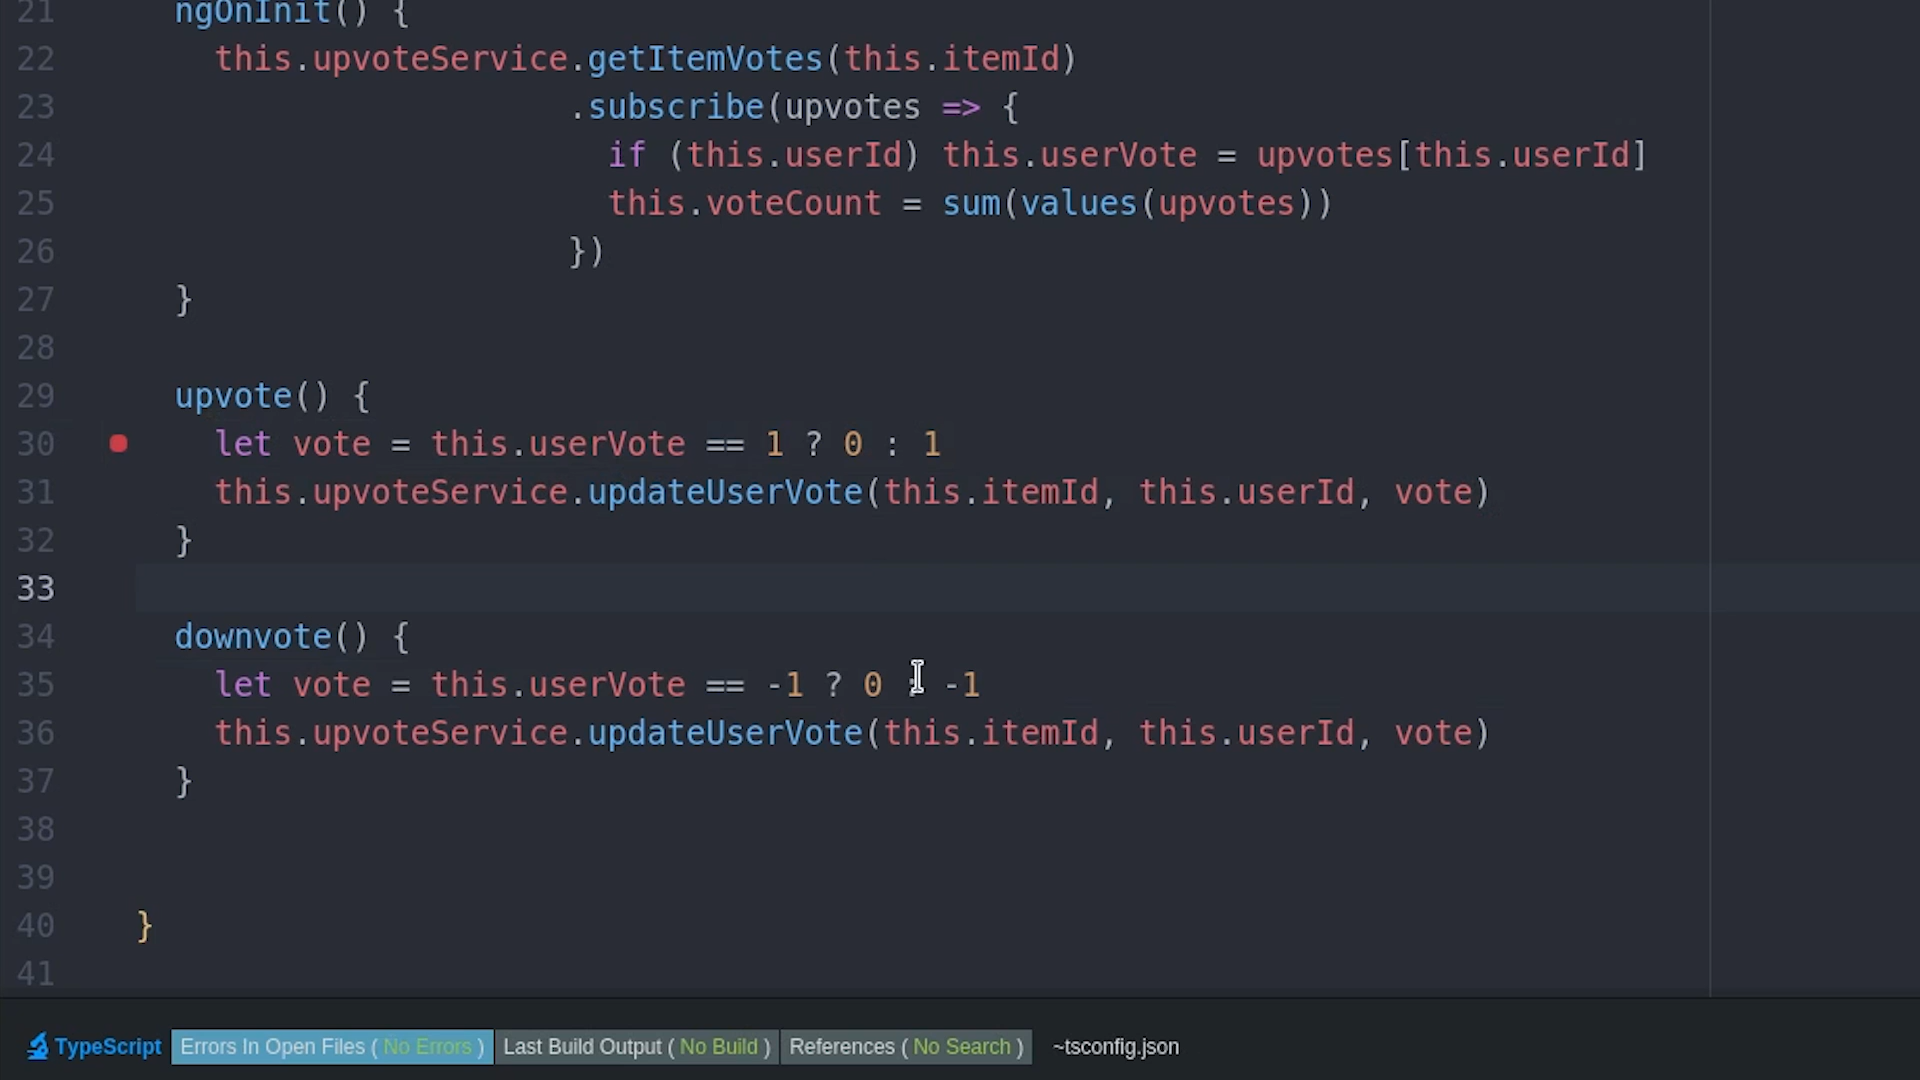 21 ngOnInit() {
22 this.upvoteService.getItemVotes(this.itemId)
23 .subscribe(upvotes => {
24 if (this.userId) this.userVote = upvotes[this.userId]
25 this.voteCount = sum(values(upvotes))
26 })
27 }
28
29 upvote() {
30 let vote = this.userVote == 1 ? 0 : 1
31 this.upvoteService.updateUserVote(this.itemId, this.userId, vote)
32 }
33
34 downvote() {
35 let vote = this.userVote == -1 ? 0 : -1
36 this.upvoteService.updateUserVote(this.itemId, this.userId, vote)
37 }
38
39
40 }
41
TypeScript Errors In Open Files ( No Errors ) Last Build Output ( No Build ) References ( No Search ) ~tsconfig.json